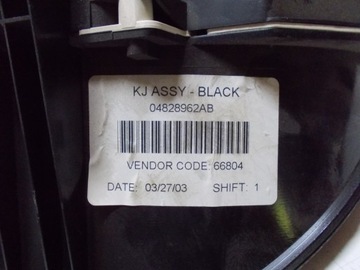 KJ ASSY - BLACK
04828962AB
VENDOR CODE: 66804
DATE: 03/27/03 SHIFT: 1